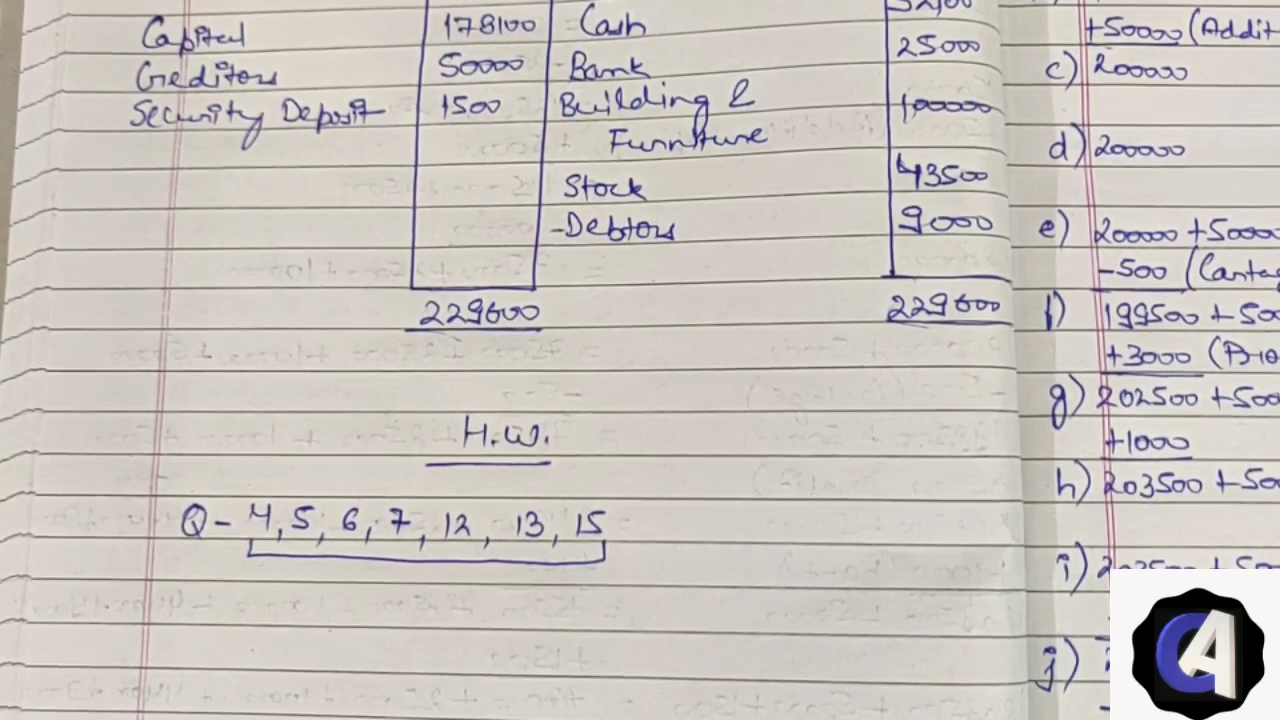 Capital 178100 - Cash
Creditors 50000 - Bank 25000
Security Deposit 1500 Building & 100000
Furniture
Stock 43500
- Debtors 9000
229600 229600
H.W.
Q - 4, 5, 6, 7, 12, 13, 15
+50000 (Addit
c) 200000
d) 200000
e) 200000 + 5000
-500 (Carta
f) 199500 + 50
+3000
g) 202500 + 500
+1000
h) 203500 + 50
i)
j)
CA